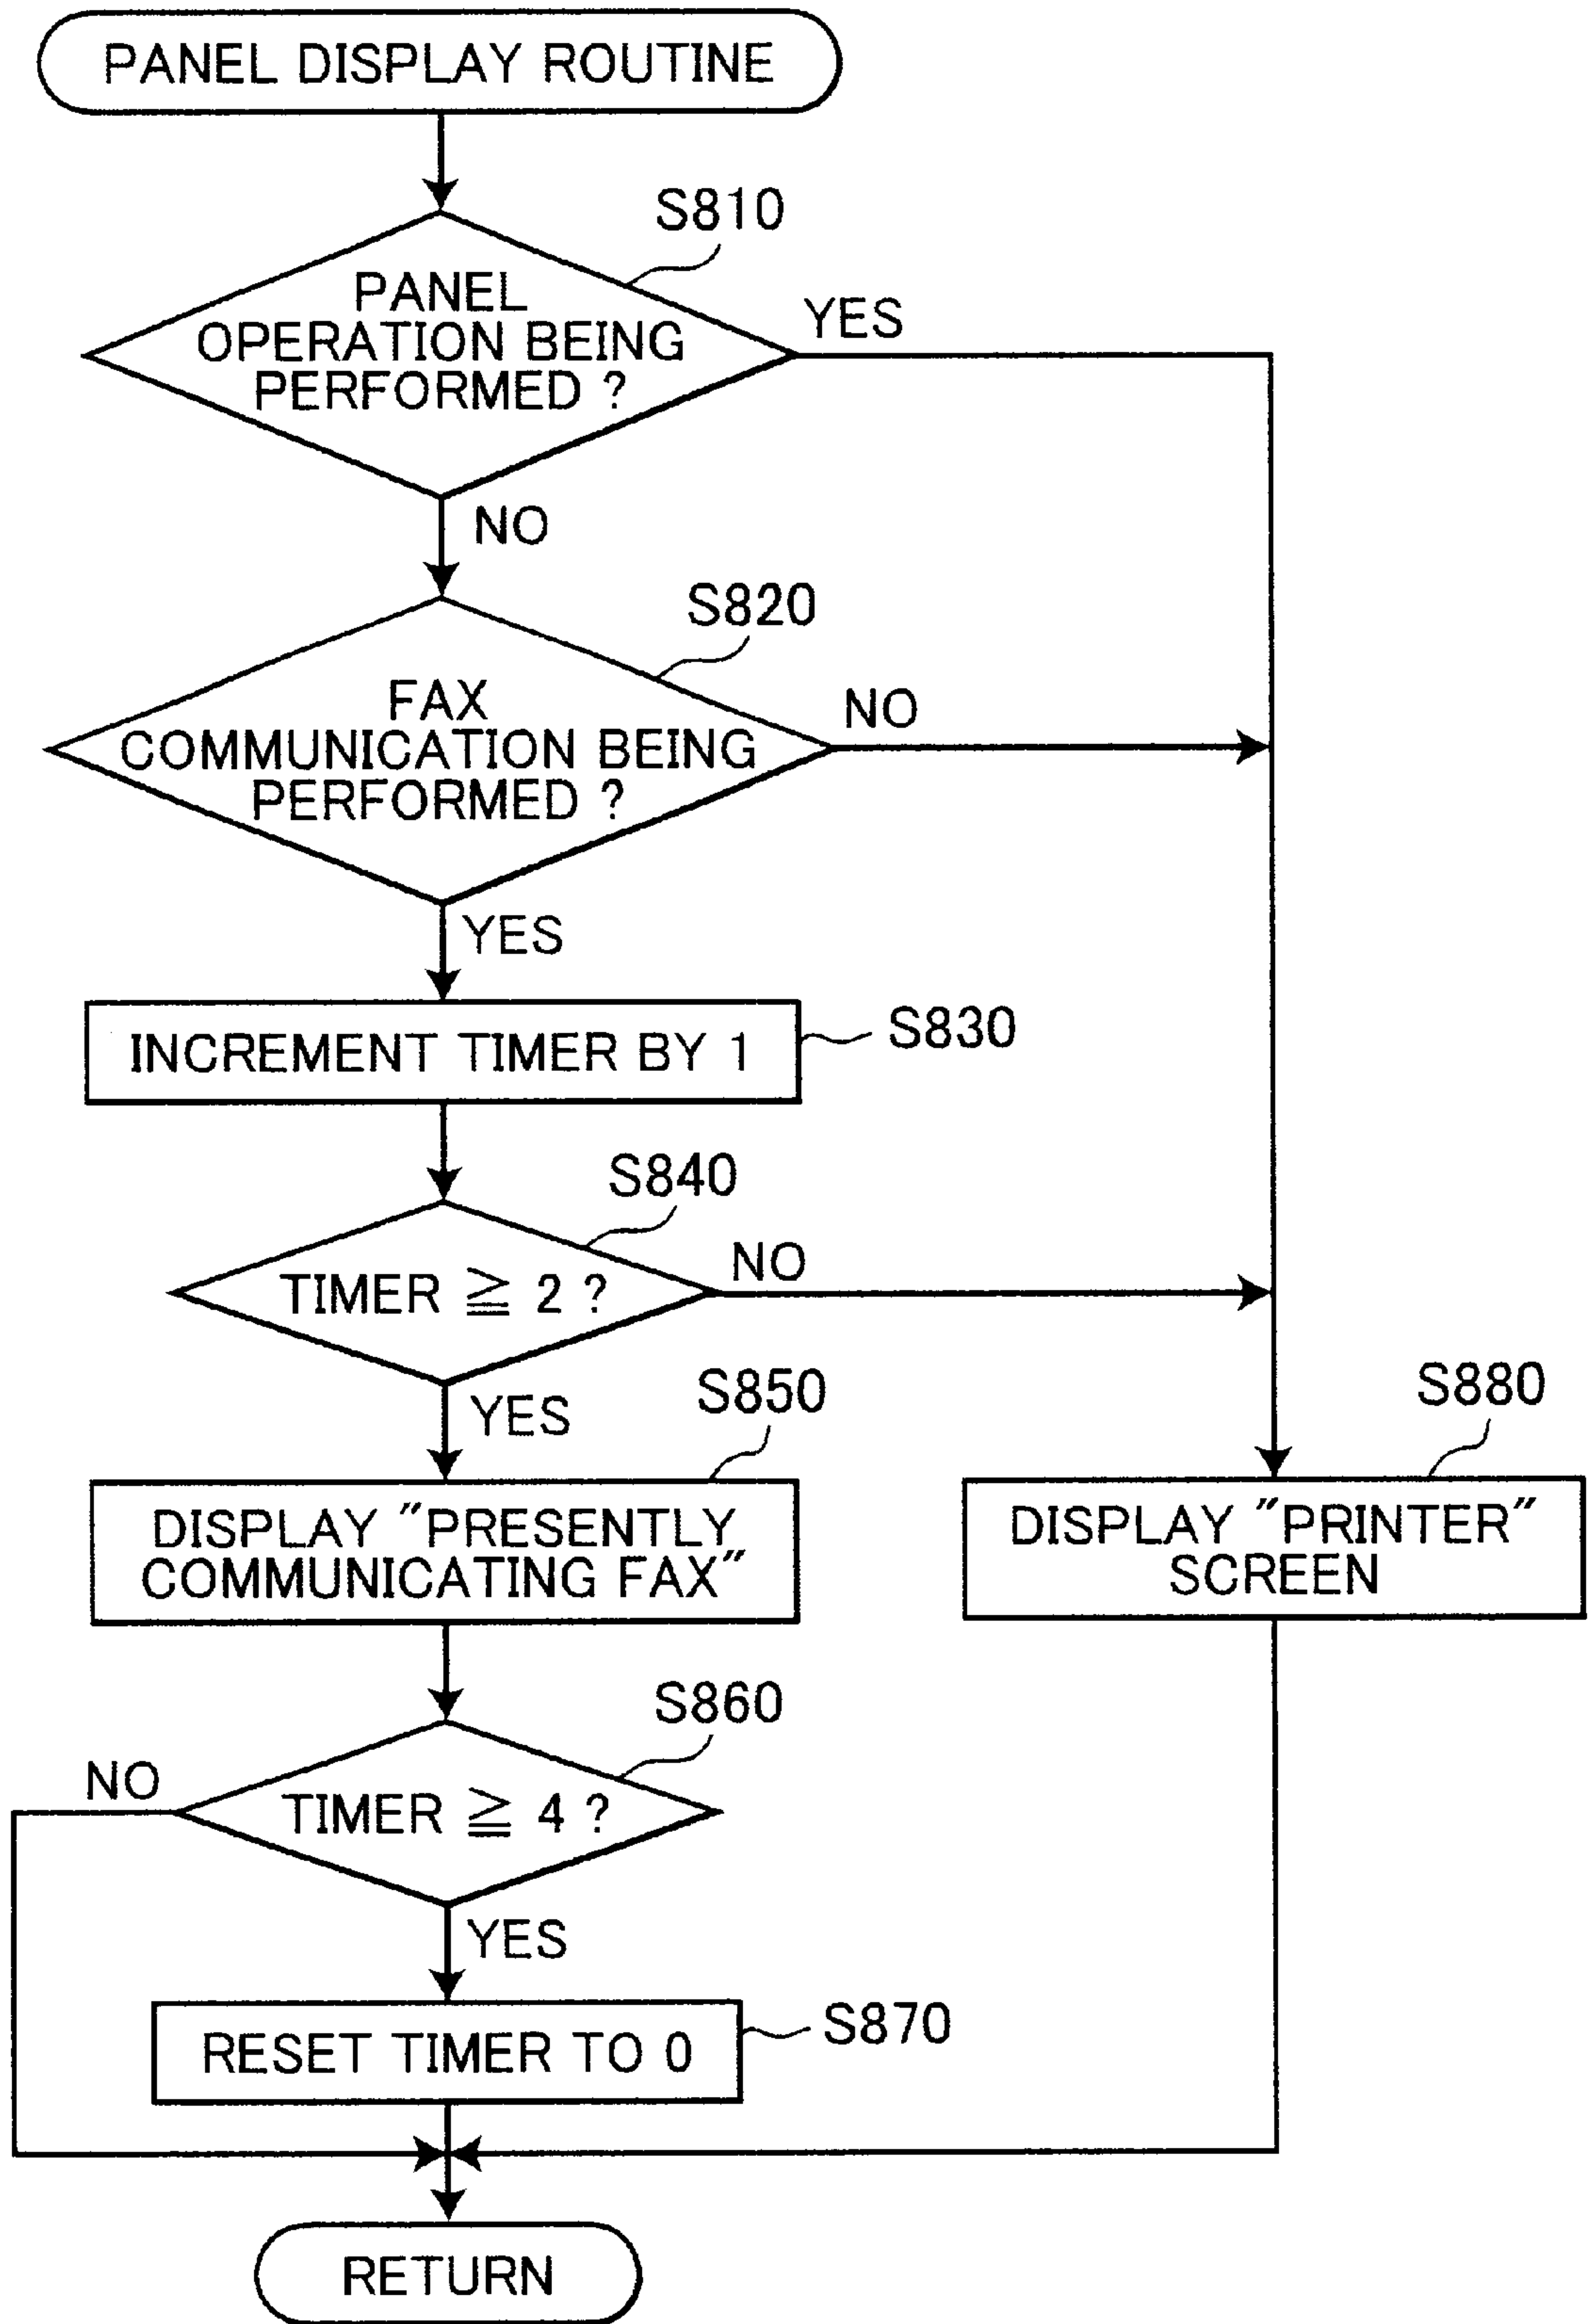 PANEL DISPLAY ROUTINE
S810
PANEL
OPERATION BEING
PERFORMED ?
YES
NO
S820
FAX
COMMUNICATION BEING
PERFORMED ?
NO
YES
INCREMENT TIMER BY 1
S830
S840
TIMER ≧ 2 ?
NO
YES
S850
DISPLAY "PRESENTLY
COMMUNICATING FAX"
S880
DISPLAY "PRINTER"
SCREEN
S860
NO
TIMER ≧ 4 ?
YES
RESET TIMER TO 0
S870
RETURN